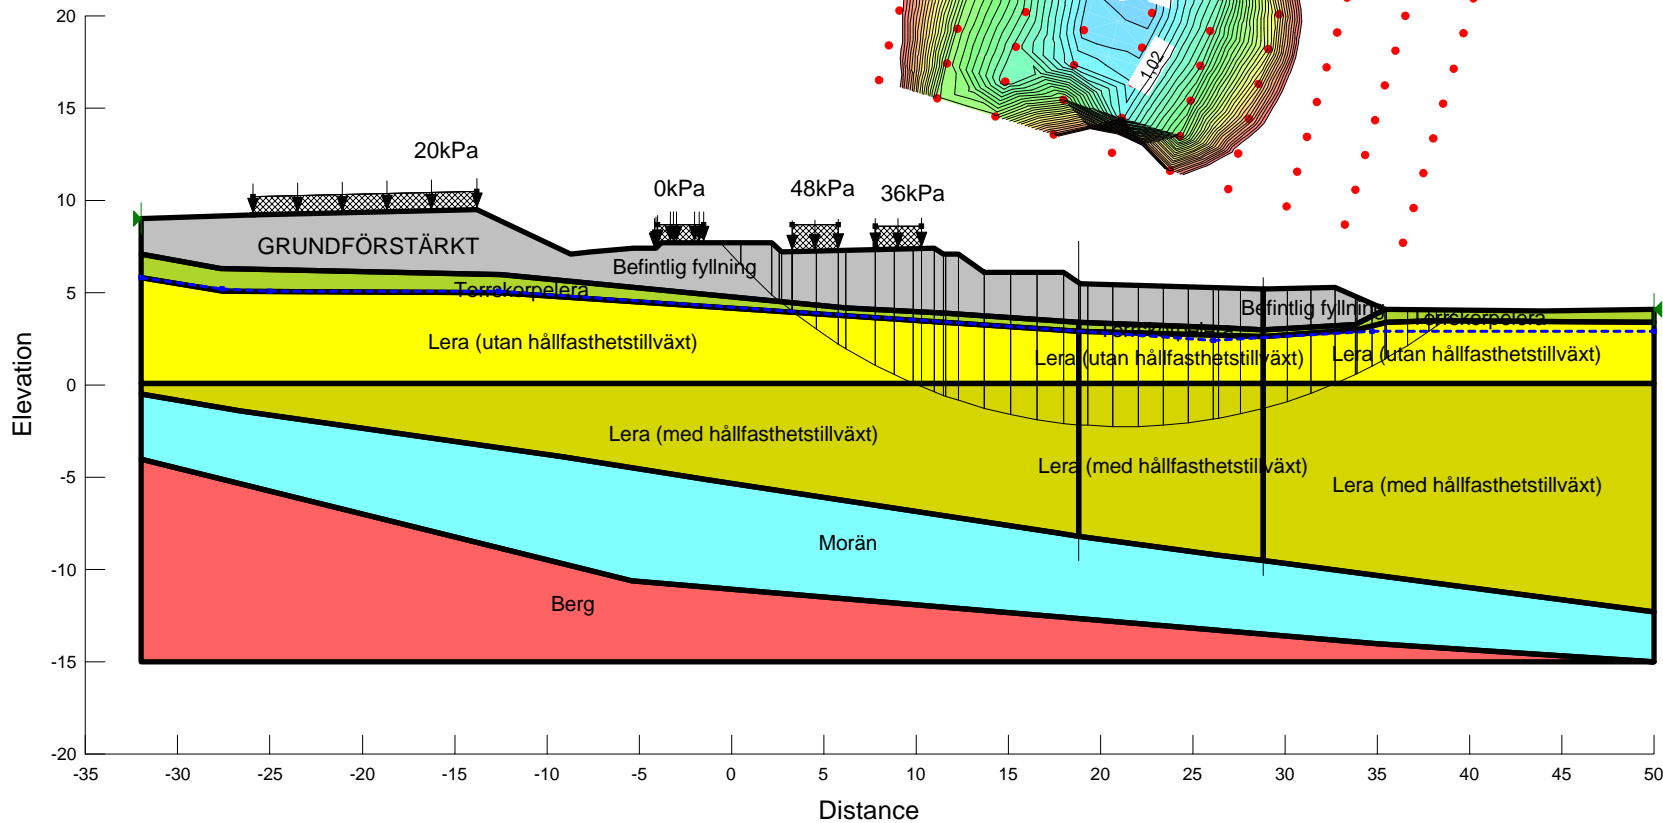 20
15
10
5
0
-5
-10
-15
-20
Elevation
1,02
20kPa
0kPa
48kPa
36kPa
GRUNDFÖRSTÄRKT
Befintlig fyllning
Torrskorpelera
Befintlig fyllning
Torrskorpelera
Torrskorpelera
Lera (utan hållfasthetstillväxt)
Lera (utan hållfasthetstillväxt)
Lera (utan hållfasthetstillväxt)
Lera (med hållfasthetstillväxt)
Lera (med hållfasthetstillväxt)
Lera (med hållfasthetstillväxt)
Morän
Berg
-35 -30 -25 -20 -15 -10 -5 0 5 10 15 20 25 30 35 40 45 50
Distance